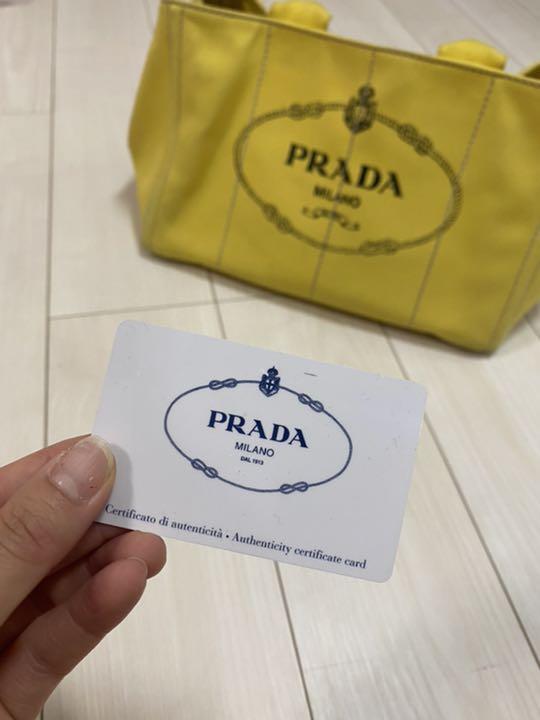 PRADA
MILANO
PRADA
MILANO
DAL 1913
Certificato di autenticità • Authenticity certificate card